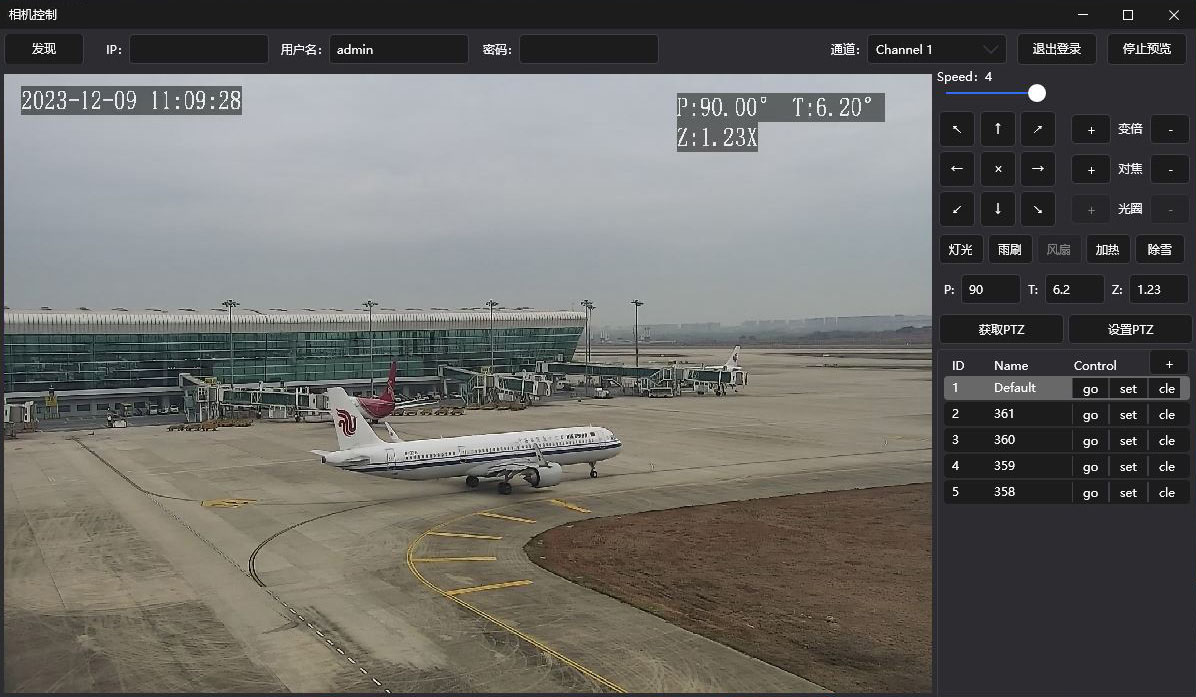 相机控制
发现 IP: 用户名: admin 密码: 通道: Channel 1 退出登录 停止预览
2023-12-09 11:09:28
P:90.00° T:6.20°
Z:1.23X
Speed: 4
↖ ↑ ↗ + 变倍 -
← × → + 对焦 -
↙ ↓ ↘ + 光圈 -
灯光 雨刷 风扇 加热 除雪
P: 90 T: 6.2 Z: 1.23
获取PTZ 设置PTZ
ID Name Control +
1 Default go set cle
2 361 go set cle
3 360 go set cle
4 359 go set cle
5 358 go set cle